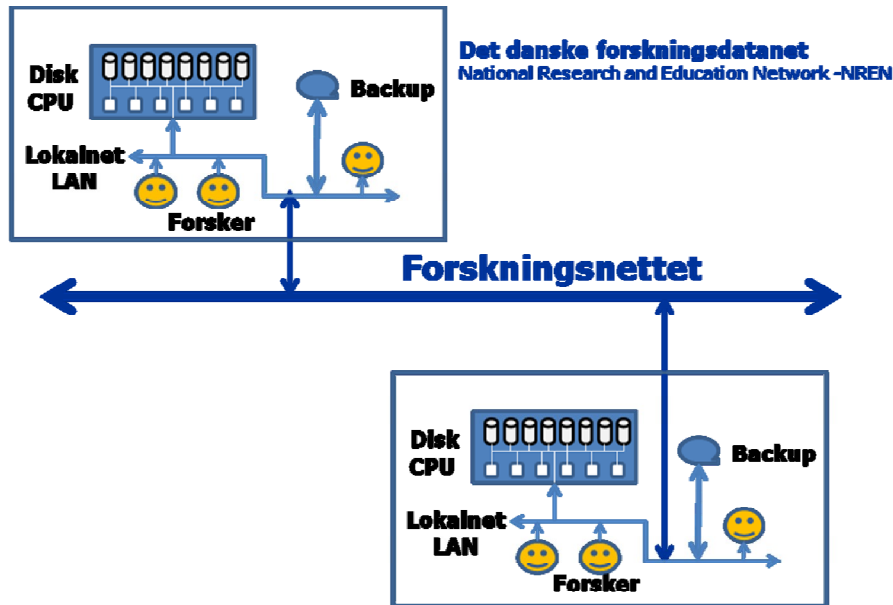 Det danske forskningsdatanet
National Research and Education Network -NREN
Disk
CPU
Backup
Lokalnet
LAN
Forsker
Forskningsnettet
Disk
CPU
Backup
Lokalnet
LAN
Forsker